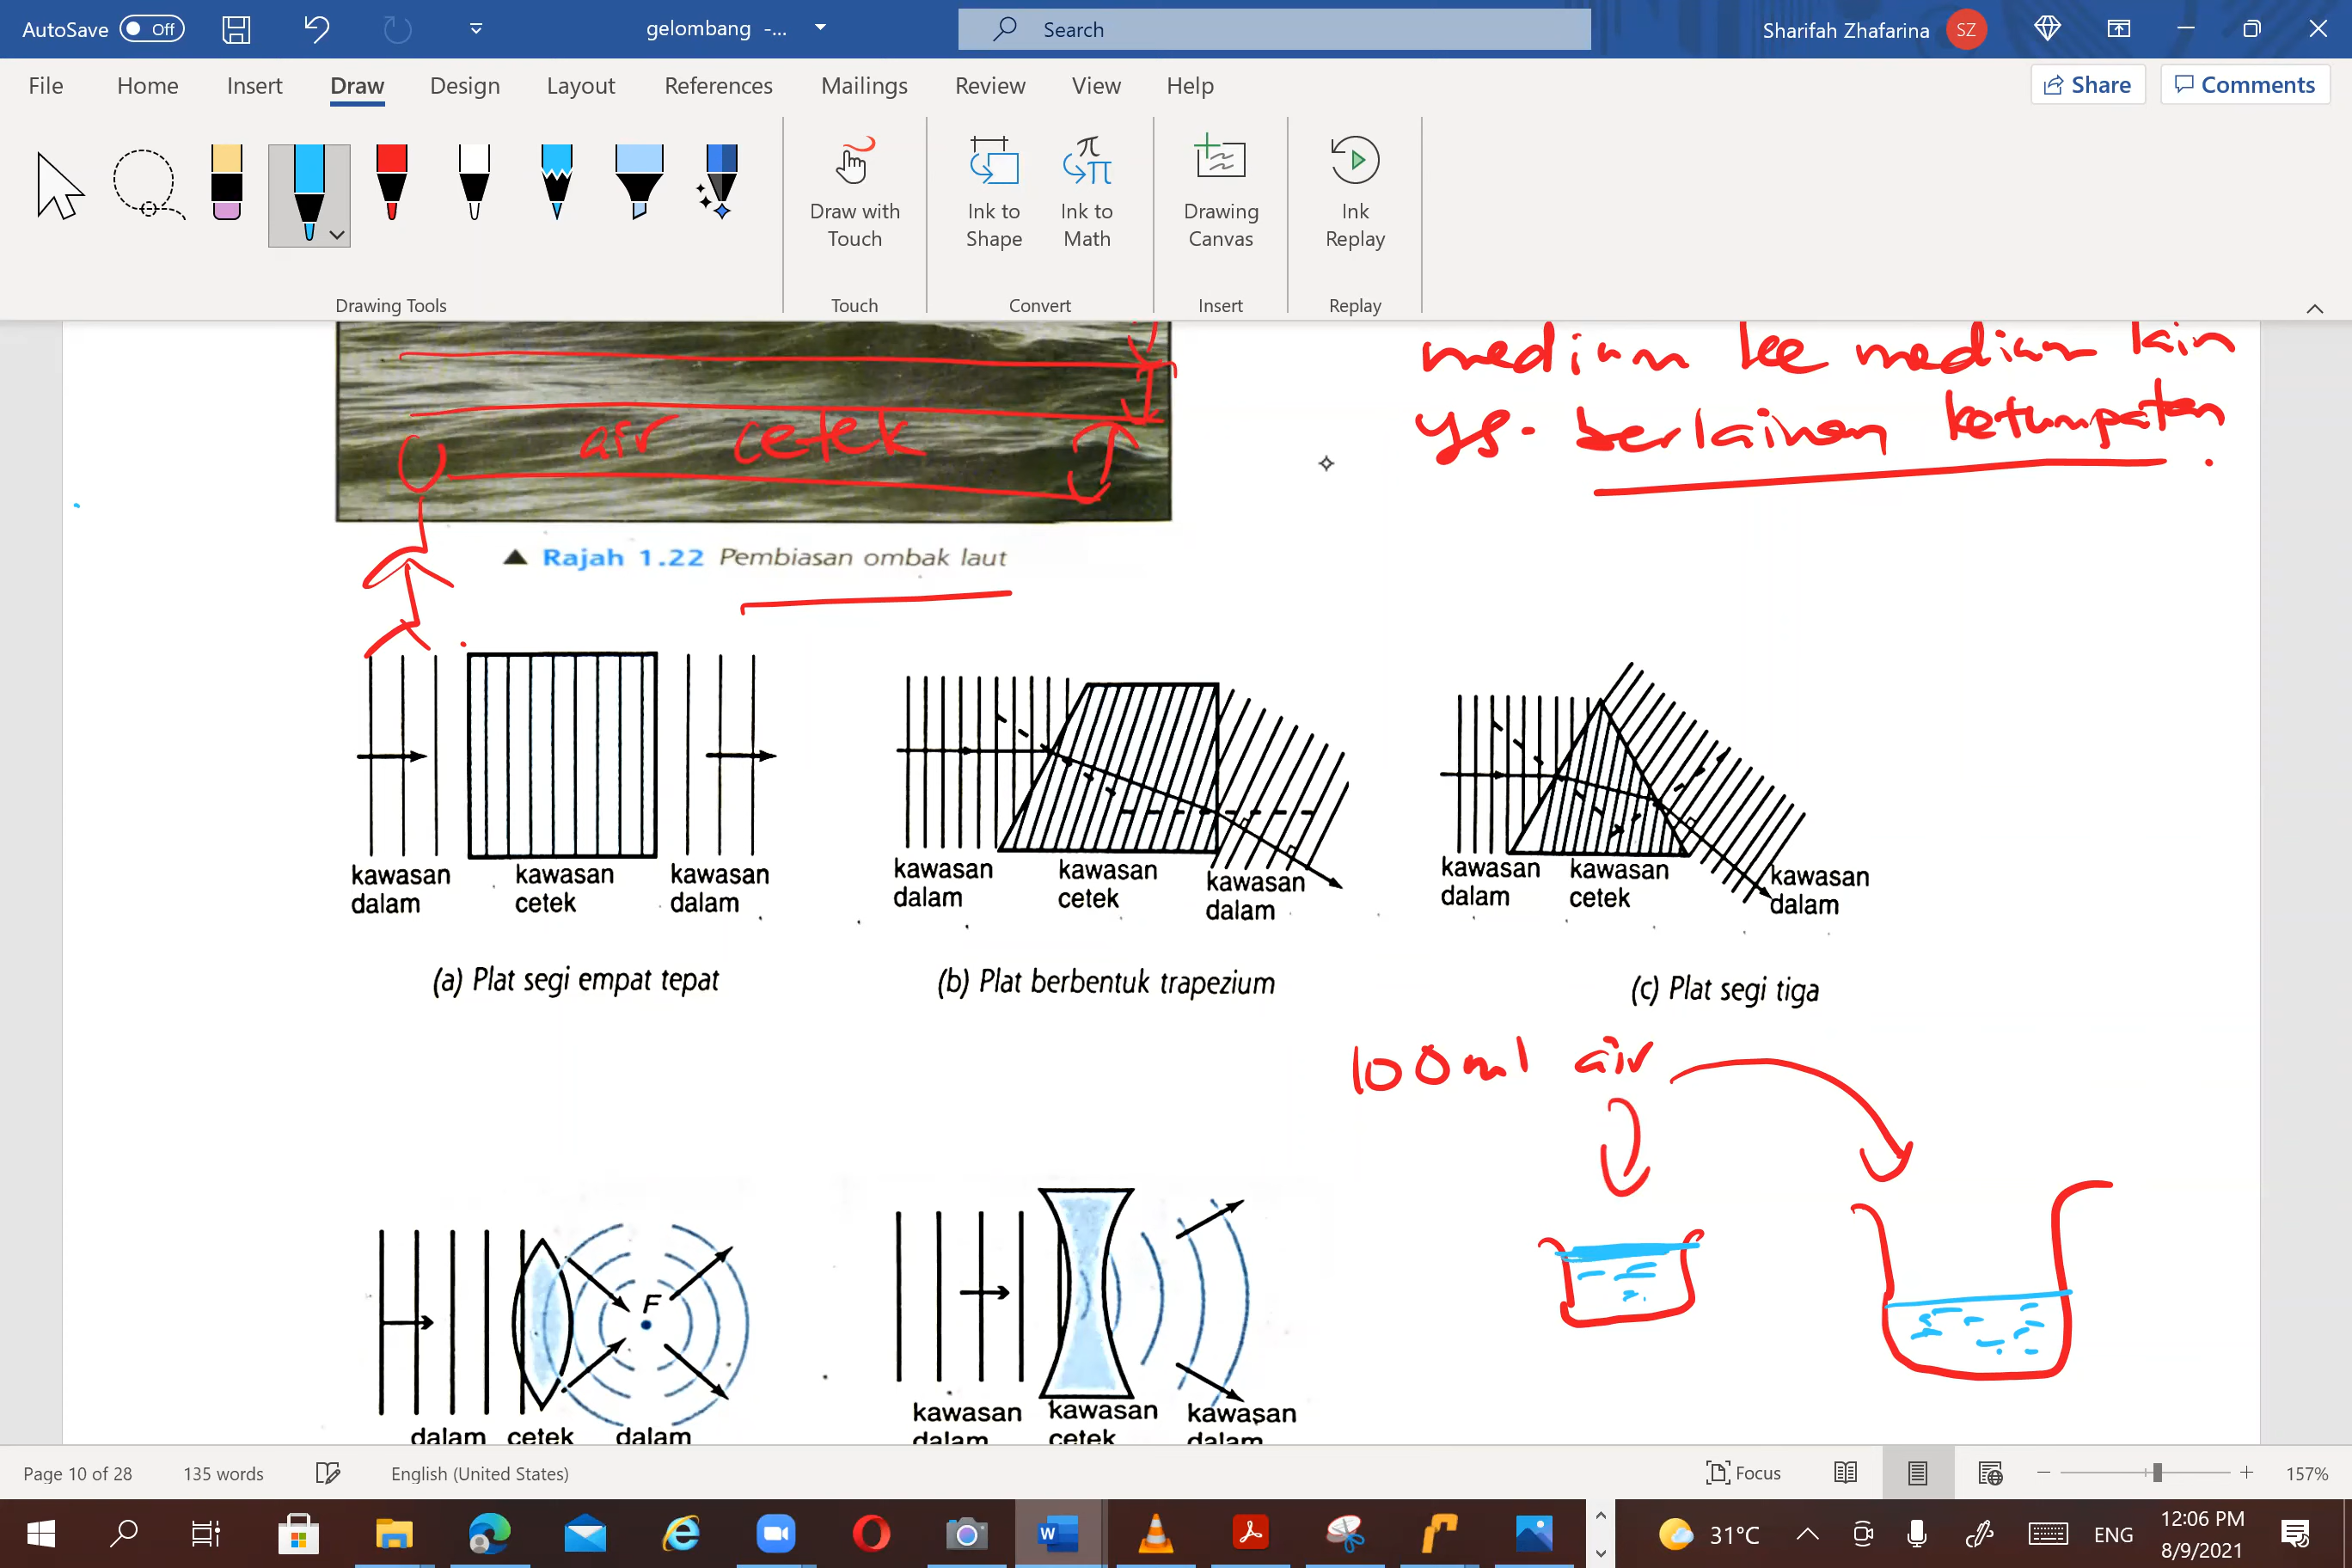 AutoSave Off gelombang -... Search Sharifah Zhafarina SZ
File Home Insert Draw Design Layout References Mailings Review View Help Share Comments
Draw with Touch
Ink to Shape
Ink to Math
Drawing Canvas
Ink Replay
Drawing Tools Touch Convert Insert Replay
medium kee medium lain
yg. berlainan ketumpatan.
air cetek
▲ Rajah 1.22 Pembiasan ombak laut
kawasan dalam
kawasan cetek
kawasan dalam
(a) Plat segi empat tepat
kawasan dalam
kawasan cetek
kawasan dalam
(b) Plat berbentuk trapezium
kawasan dalam
kawasan cetek
kawasan dalam
(c) Plat segi tiga
100ml air
F
dalam cetek dalam
kawasan dalam
kawasan cetek
kawasan dalam
Page 10 of 28 135 words English (United States) Focus 157%
31°C ENG 12:06 PM
8/9/2021